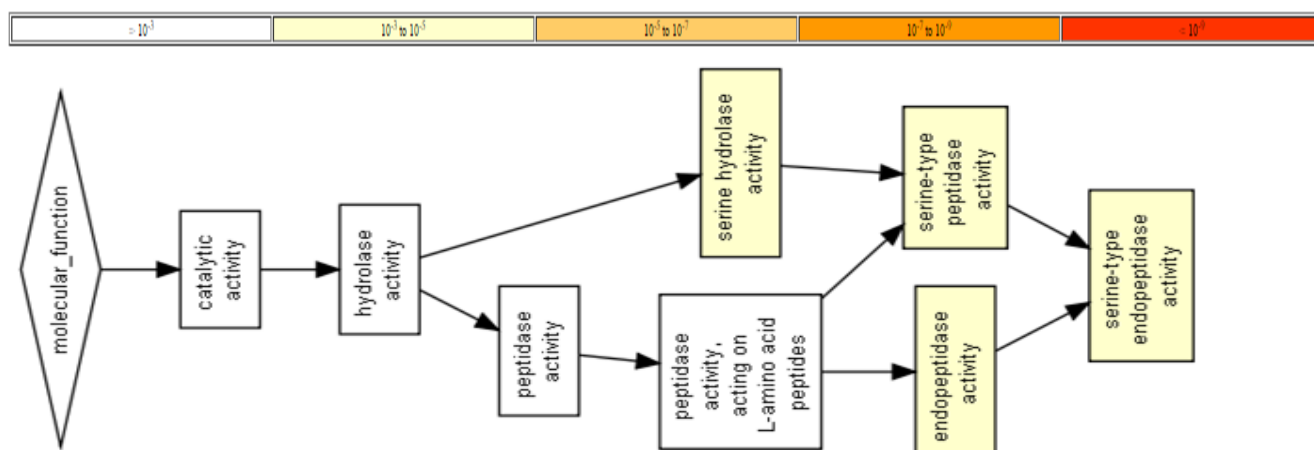 > 10⁻³
10⁻³ to 10⁻⁵
10⁻⁵ to 10⁻⁷
10⁻⁷ to 10⁻⁹
< 10⁻⁹
molecular_function
catalytic
activity
hydrolase
activity
serine hydrolase
activity
peptidase
activity
peptidase
activity,
acting on
L-amino acid
peptides
serine-type
peptidase
activity
endopeptidase
activity
serine-type
endopeptidase
activity